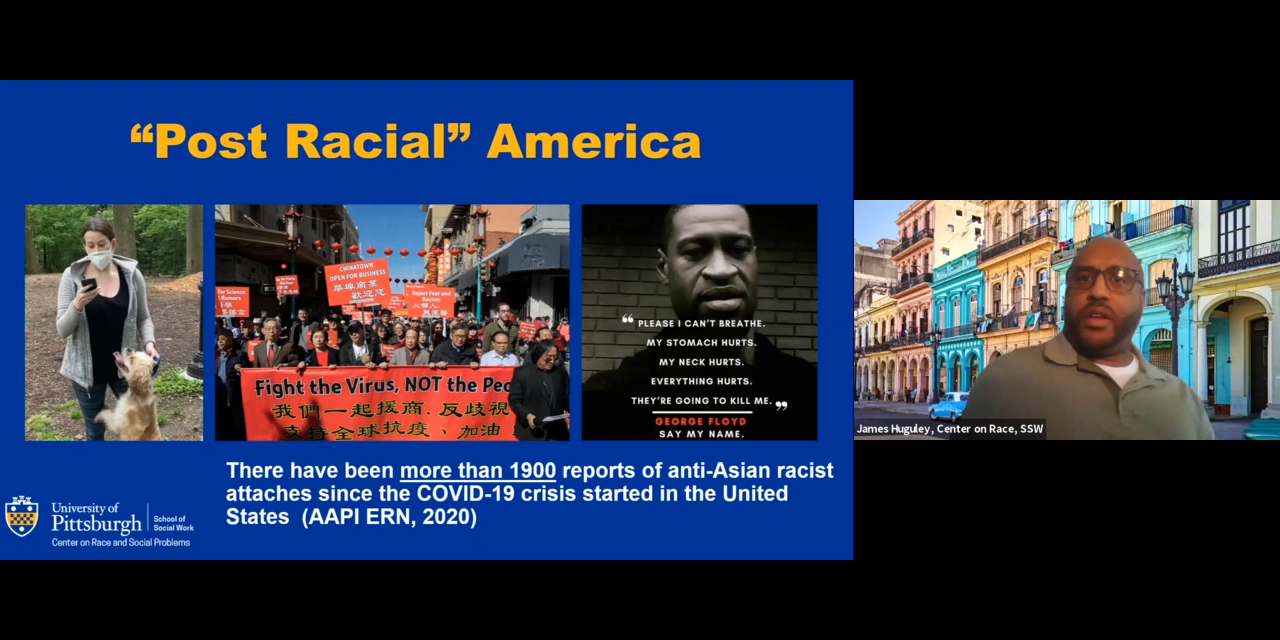 “Post Racial” America
for Science
Rumors
CHINATOWN
OPEN FOR BUSINESS
華埠商業
歡迎您
Reject Fear and
Racism
Fight the Virus, NOT the Peo
我們一起援商．反歧視
支持全球抗疫、加油
“ PLEASE I CAN’T BREATHE.
MY STOMACH HURTS.
MY NECK HURTS.
EVERYTHING HURTS.
THEY’RE GOING TO KILL ME. ”
GEORGE FLOYD
SAY MY NAME.
There have been more than 1900 reports of anti-Asian racist
attaches since the COVID-19 crisis started in the United
States (AAPI ERN, 2020)
University of
Pittsburgh
School of
Social Work
Center on Race and Social Problems
James Huguley, Center on Race, SSW